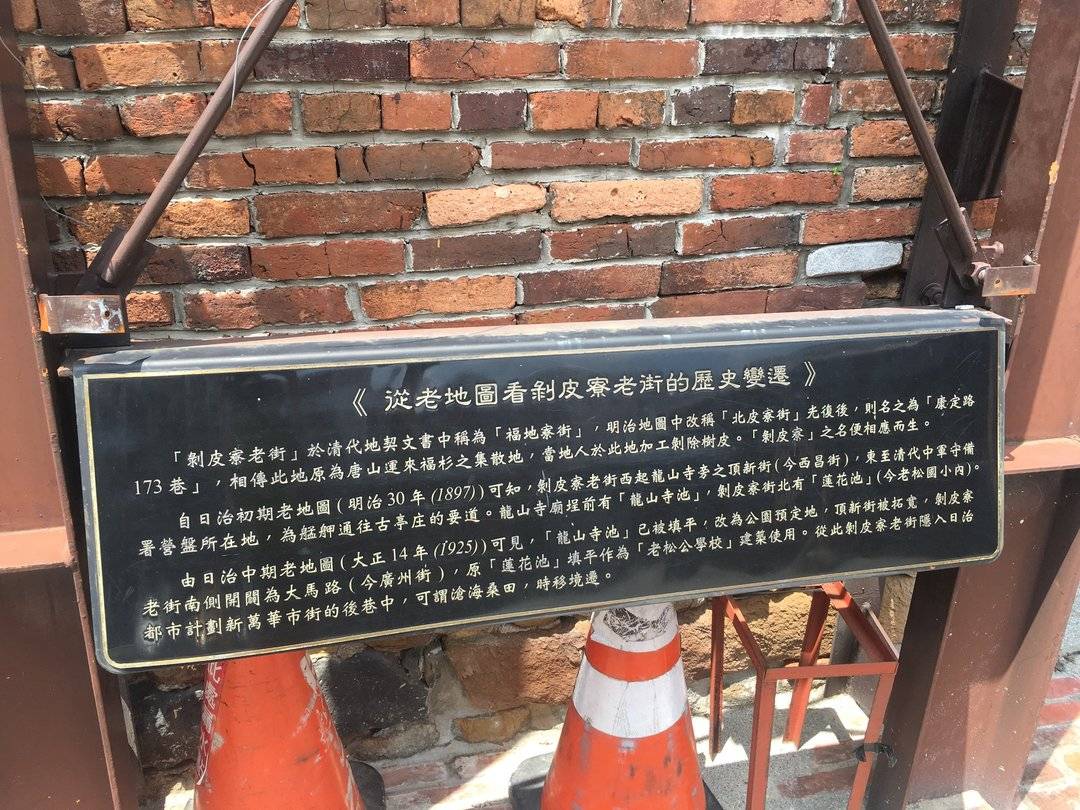 《 從老地圖看剝皮寮老街的歷史變遷 》
「剝皮寮老街」於清代地契文書中稱為「福地寮街」，明治地圖中改稱「北皮寮街」先復後，則名之為「康定路
173巷」，相傳此地原為唐山運來福杉之集散地，當地人於此地加工剝除樹皮。「剝皮寮」之名便相應而生。
自日治初期老地圖（明治30年(1897)）可知，剝皮寮老街西起龍山寺旁之頂新街（今西昌街），東至清代中軍守備
署營盤所在地，為艋舺通往古亭庄的要道。龍山寺廟埕前有「龍山寺池」，剝皮寮街北有「蓮花池」（今老松國小內）。
由日治中期老地圖（大正14年(1925)）可見，「龍山寺池」已被填平，改為公園預定地，頂新街被拓寬，剝皮寮
老街南側開闢為大馬路（今廣州街），原「蓮花池」填平作為「老松公學校」建築使用。從此剝皮寮老街隱入日治
都市計劃新萬華市街的後巷中，可謂滄海桑田，時移境遷。